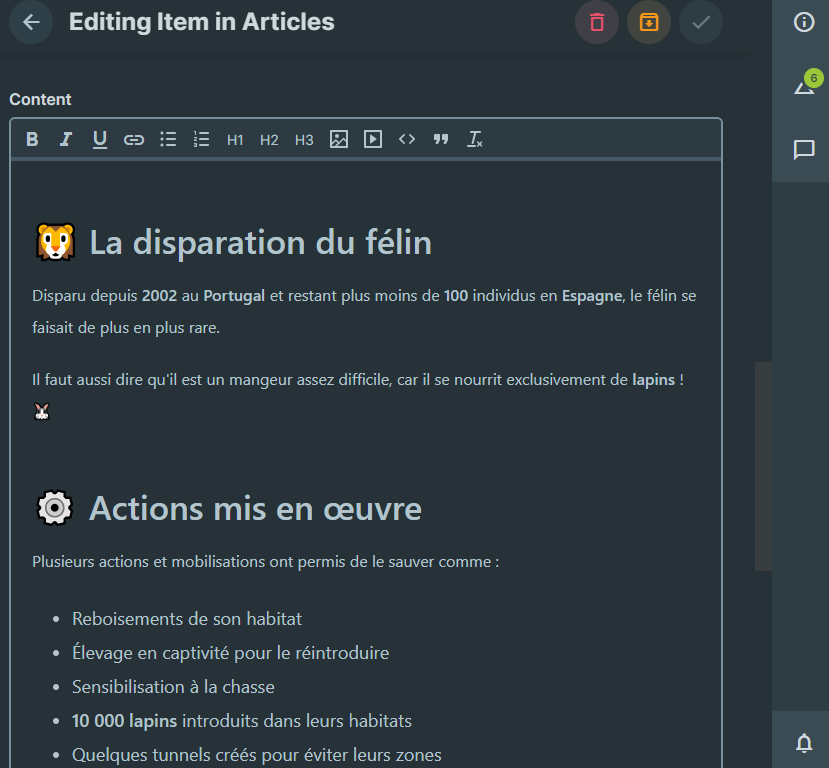 Editing Item in Articles
6
Content
B I U H1 H2 H3
La disparation du félin
Disparu depuis 2002 au Portugal et restant plus moins de 100 individus en Espagne, le félin se
faisait de plus en plus rare.
Il faut aussi dire qu'il est un mangeur assez difficile, car il se nourrit exclusivement de lapins !
Actions mis en œuvre
Plusieurs actions et mobilisations ont permis de le sauver comme :
• Reboisements de son habitat
• Élevage en captivité pour le réintroduire
• Sensibilisation à la chasse
• 10 000 lapins introduits dans leurs habitats
• Quelques tunnels créés pour éviter leurs zones